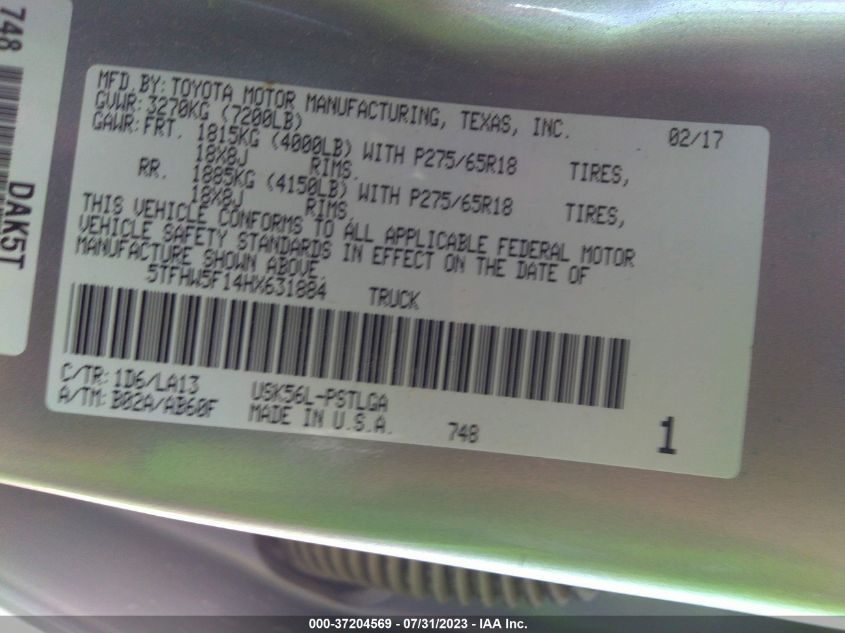 748
DAK5T
MFD. BY: TOYOTA MOTOR MANUFACTURING, TEXAS, INC. 02/17
GVWR: 3270KG (7200LB)
GAWR: FRT. 1815KG (4000LB) WITH P275/65R18 TIRES,
18X8J RIMS.
RR. 1885KG (4150LB) WITH P275/65R18 TIRES,
18X8J RIMS.
THIS VEHICLE CONFORMS TO ALL APPLICABLE FEDERAL MOTOR
VEHICLE SAFETY STANDARDS IN EFFECT ON THE DATE OF
MANUFACTURE SHOWN ABOVE.
5TFHW5F14HX631884 TRUCK
C/TR: 1D6/LA13 USK56L-PSTLGA
A/TM: B02A/AB60F MADE IN U.S.A. 748 1
000-37204569 - 07/31/2023 - IAA Inc.